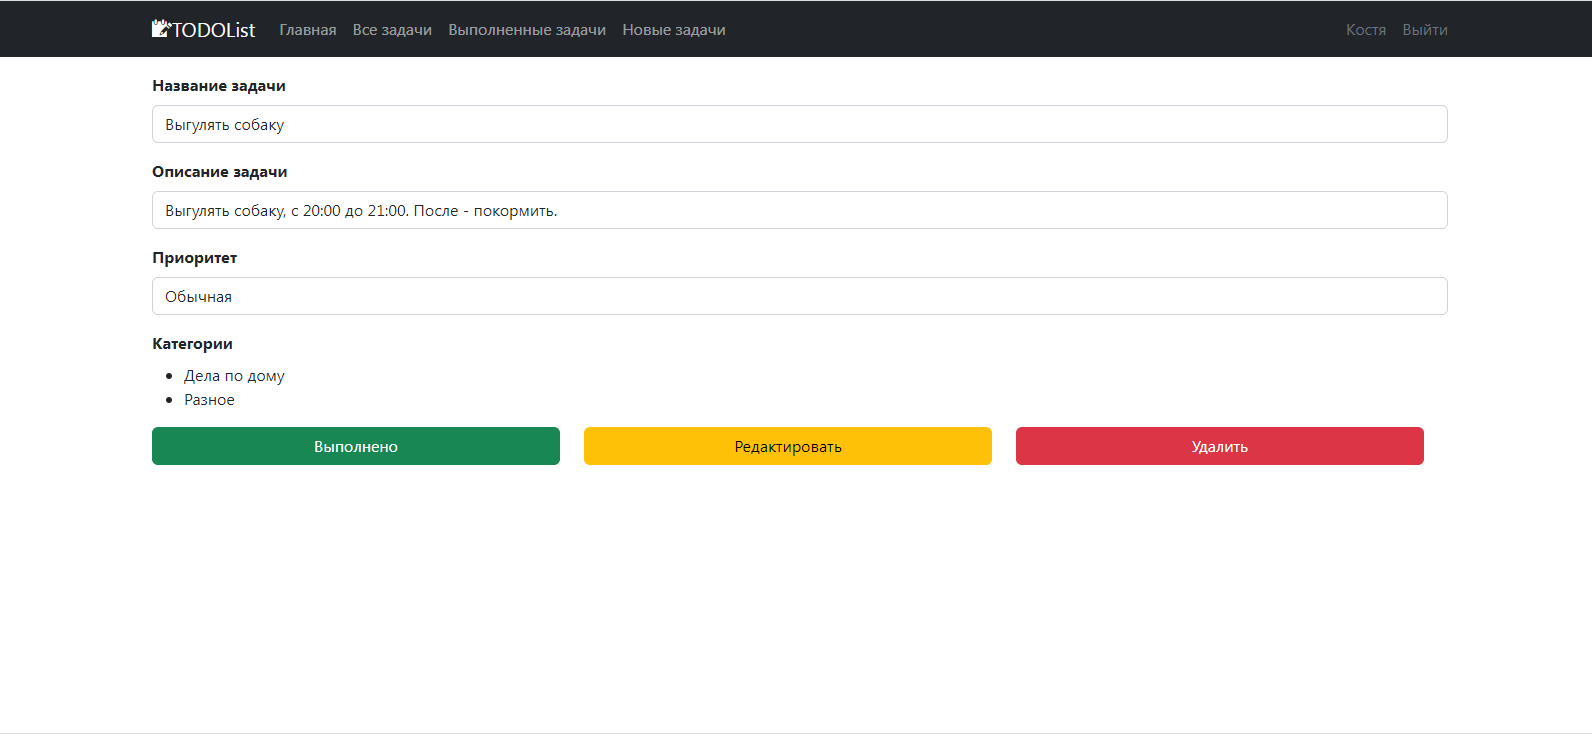 TODOList Главная Все задачи Выполненные задачи Новые задачи Костя Выйти
Название задачи
Выгулять собаку
Описание задачи
Выгулять собаку, с 20:00 до 21:00. После - покормить.
Приоритет
Обычная
Категории
Дела по дому
Разное
Выполнено Редактировать Удалить